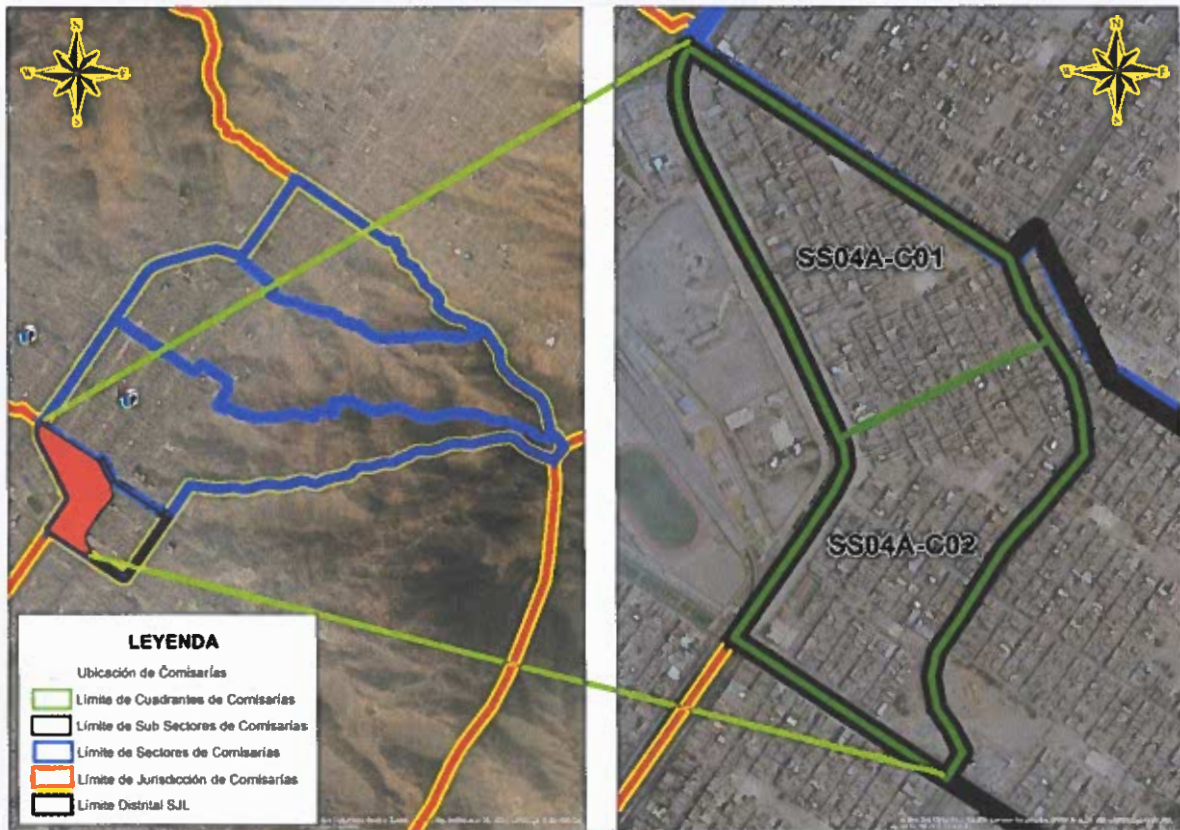 SS04A-C01
SS04A-C02
LEYENDA
Ubicación de Comisarías
Límite de Cuadrantes de Comisarías
Límite de Sub Sectores de Comisarías
Límite de Sectores de Comisarías
Límite de Jurisdicción de Comisarías
Límite Distrital SJL